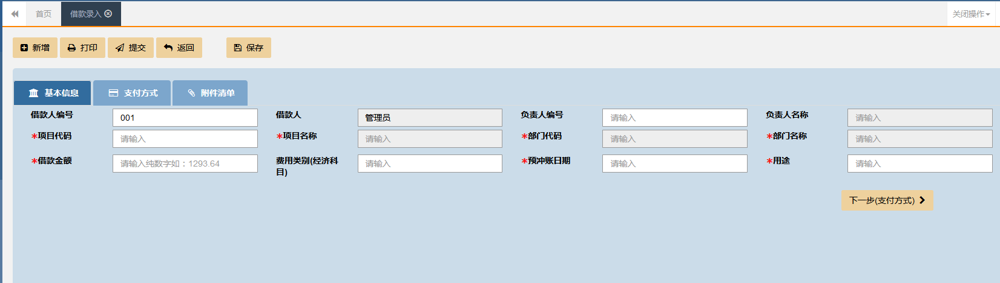 首页 借款录入 关闭操作
新增 打印 提交 返回 保存
基本信息 支付方式 附件清单
借款人编号 001 借款人 管理员 负责人编号 请输入 负责人名称 请输入
*项目代码 请输入 *项目名称 请输入 *部门代码 请输入 *部门名称 请输入
*借款金额 请输入纯数字如：1293.64 费用类别(经济科 请输入 *预冲账日期 请输入 *用途 请输入
目)
下一步(支付方式)